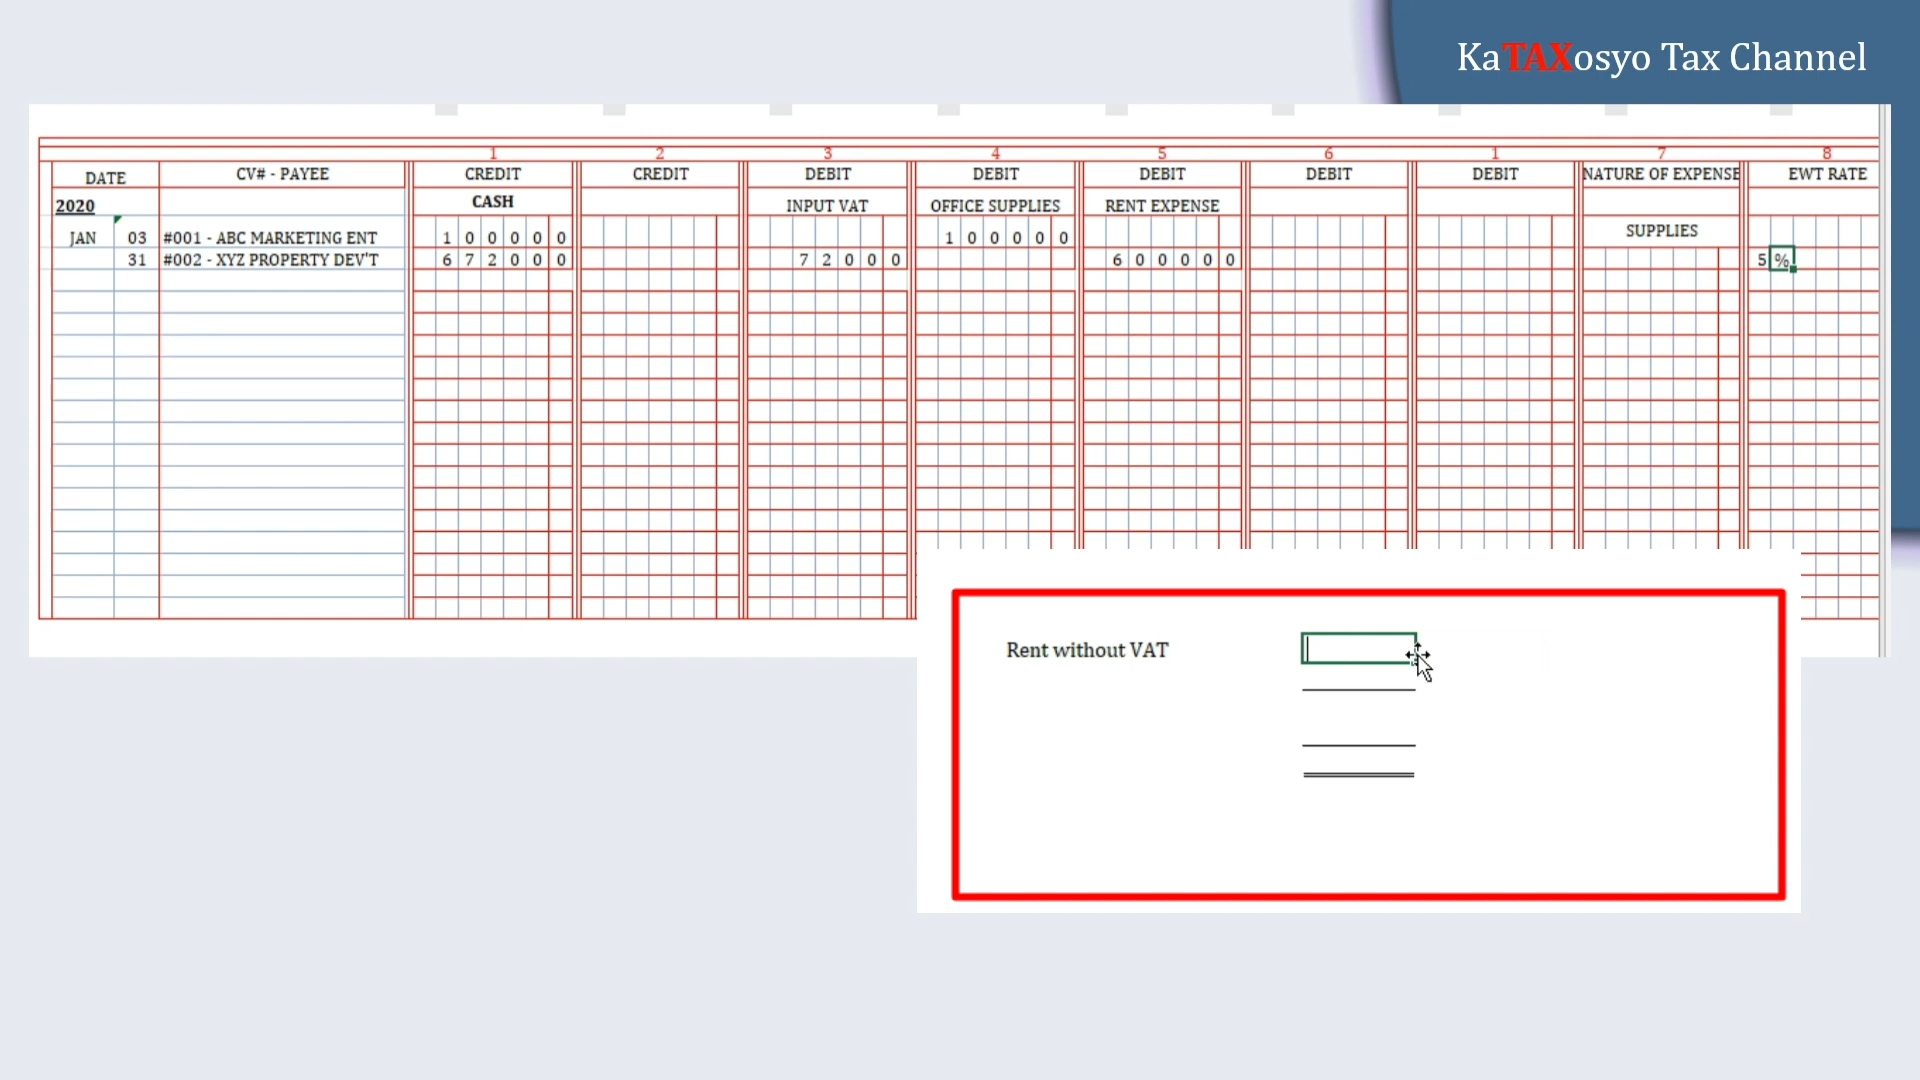 KaTAXosyo Tax Channel
1 2 3 4 5 6 1 7 8
DATE CV# - PAYEE CREDIT CREDIT DEBIT DEBIT DEBIT DEBIT DEBIT NATURE OF EXPENSE EWT RATE
2020 CASH INPUT VAT OFFICE SUPPLIES RENT EXPENSE
JAN 03 #001 - ABC MARKETING ENT 1 0 0 0 0 0 1 0 0 0 0 0 SUPPLIES
31 #002 - XYZ PROPERTY DEV'T 6 7 2 0 0 0 7 2 0 0 0 6 0 0 0 0 0 5 %
Rent without VAT